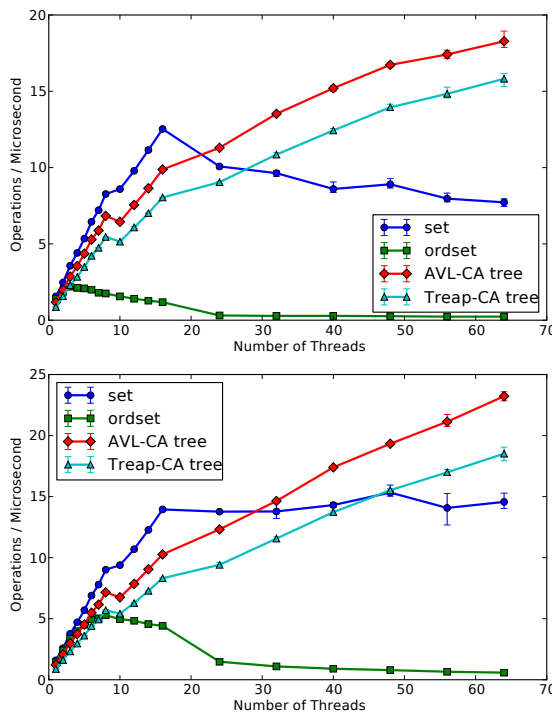 20
15
10
5
0
Operations / Microsecond
0 10 20 30 40 50 60 70
Number of Threads
set
ordset
AVL-CA tree
Treap-CA tree
25
20
15
10
5
0
Operations / Microsecond
set
ordset
AVL-CA tree
Treap-CA tree
0 10 20 30 40 50 60 70
Number of Threads